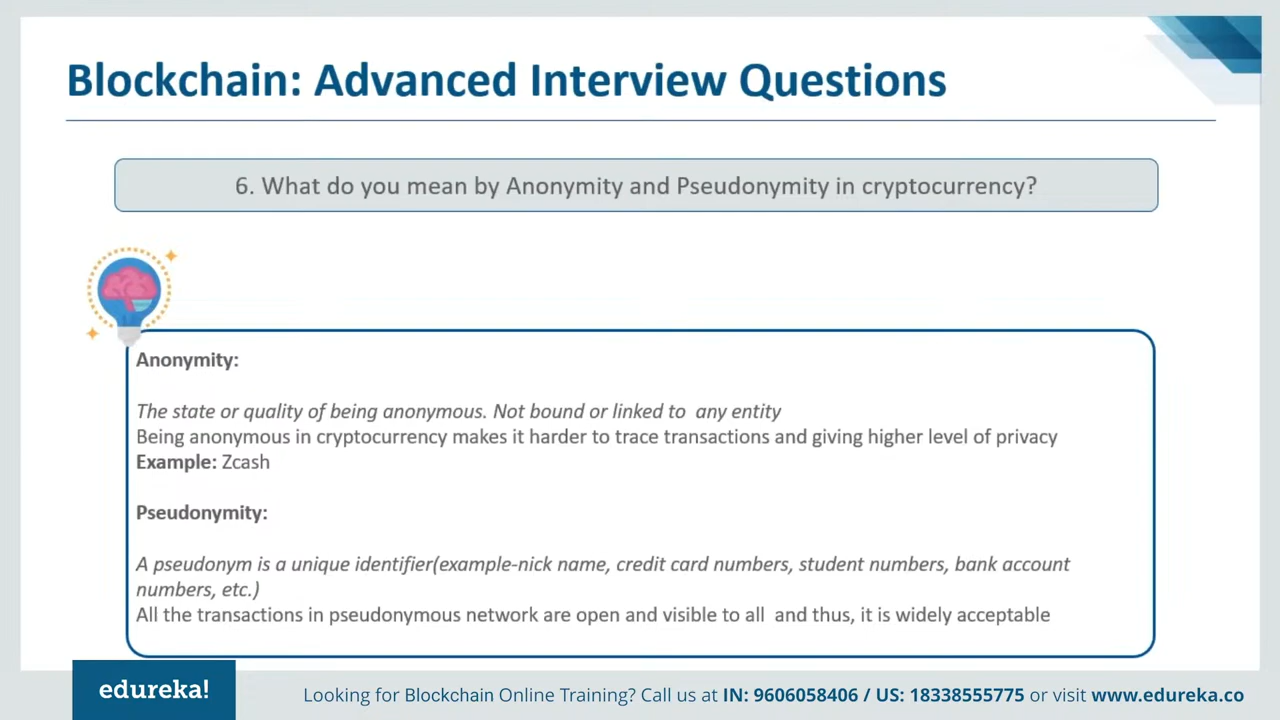 Blockchain: Advanced Interview Questions
6. What do you mean by Anonymity and Pseudonymity in cryptocurrency?
Anonymity:
The state or quality of being anonymous. Not bound or linked to  any entity
Being anonymous in cryptocurrency makes it harder to trace transactions and giving higher level of privacy
Example: Zcash
Pseudonymity:
A pseudonym is a unique identifier(example-nick name, credit card numbers, student numbers, bank account
numbers, etc.)
All the transactions in pseudonymous network are open and visible to all  and thus, it is widely acceptable
edureka!
Looking for Blockchain Online Training? Call us at IN: 9606058406 / US: 18338555775 or visit www.edureka.co